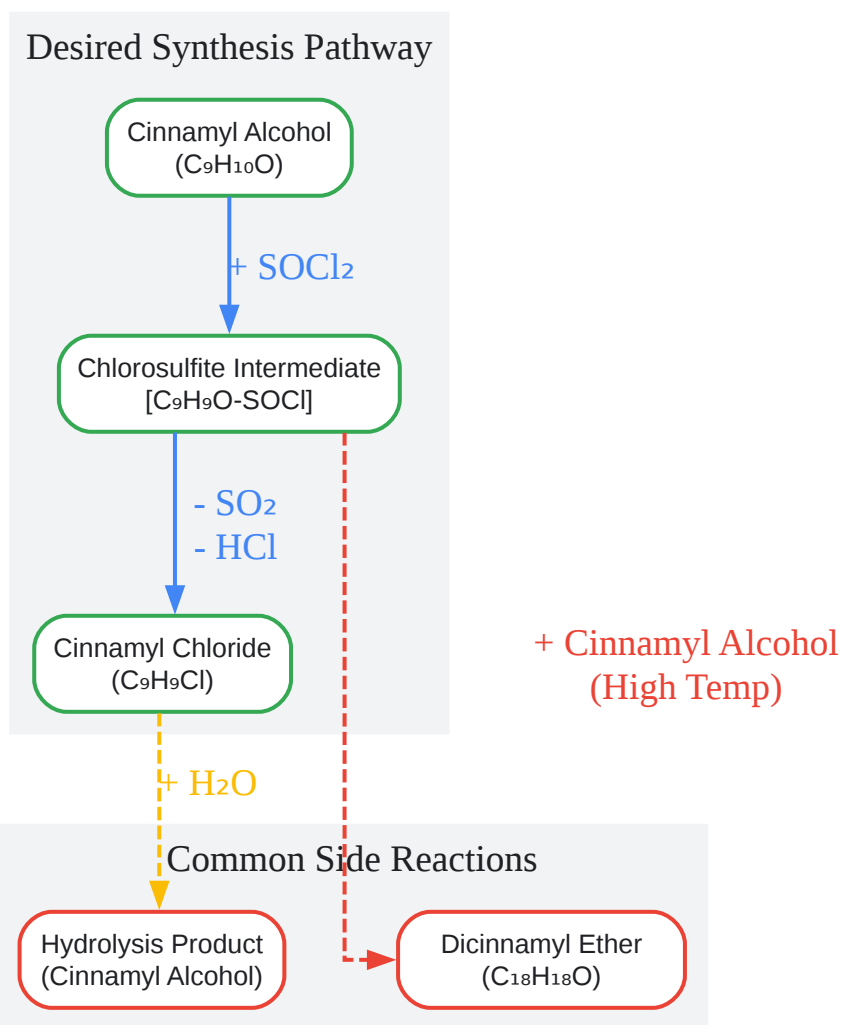 Desired Synthesis Pathway
Cinnamyl Alcohol
(C₉H₁₀O)
+ SOCl₂
Chlorosulfite Intermediate
[C₉H₉O-SOCl]
- SO₂
- HCl
Cinnamyl Chloride
(C₉H₉Cl)
+ Cinnamyl Alcohol
(High Temp)
+ H₂O
Common Side Reactions
Hydrolysis Product
(Cinnamyl Alcohol)
Dicinnamyl Ether
(C₁₈H₁₈O)